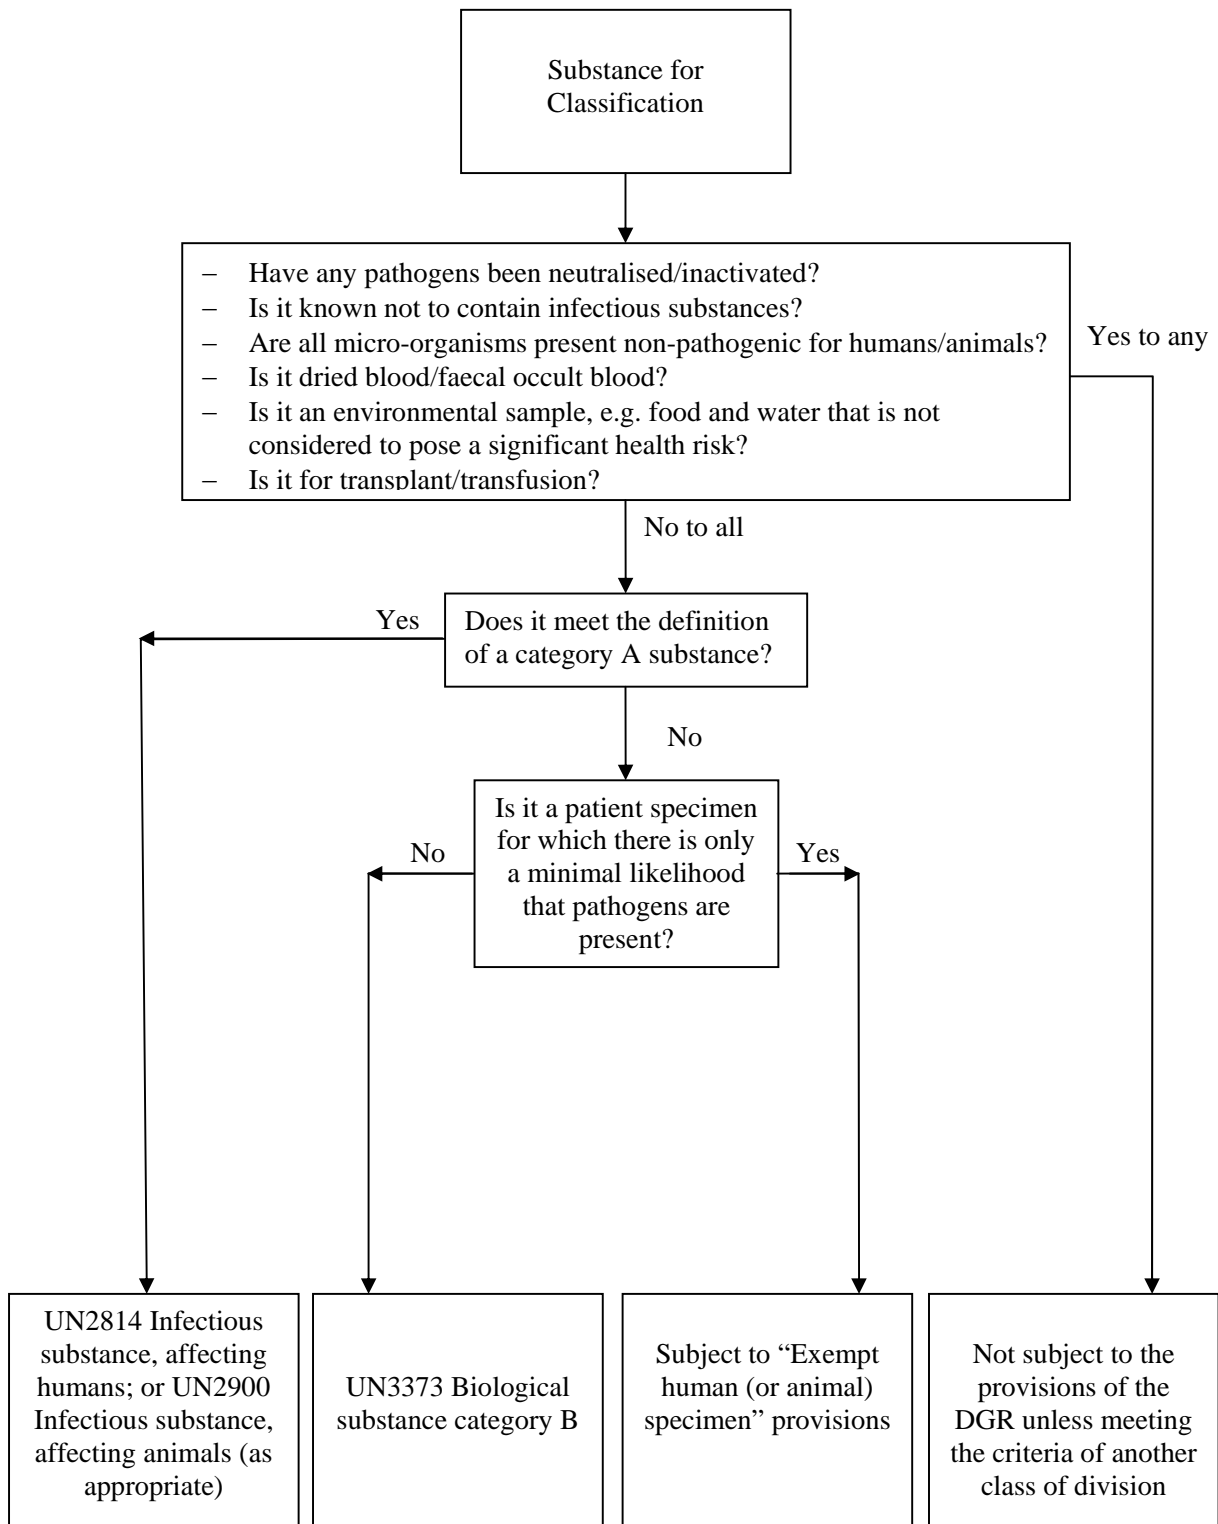 Substance for
Classification
– Have any pathogens been neutralised/inactivated?
– Is it known not to contain infectious substances?
– Are all micro-organisms present non-pathogenic for humans/animals?
– Is it dried blood/faecal occult blood?
– Is it an environmental sample, e.g. food and water that is not
considered to pose a significant health risk?
– Is it for transplant/transfusion?
Yes to any
No to all
Yes
Does it meet the definition
of a category A substance?
No
Is it a patient specimen
for which there is only
a minimal likelihood
that pathogens are
present?
No
Yes
UN2814 Infectious
substance, affecting
humans; or UN2900
Infectious substance,
affecting animals (as
appropriate)
UN3373 Biological
substance category B
Subject to “Exempt
human (or animal)
specimen” provisions
Not subject to the
provisions of the
DGR unless meeting
the criteria of another
class of division